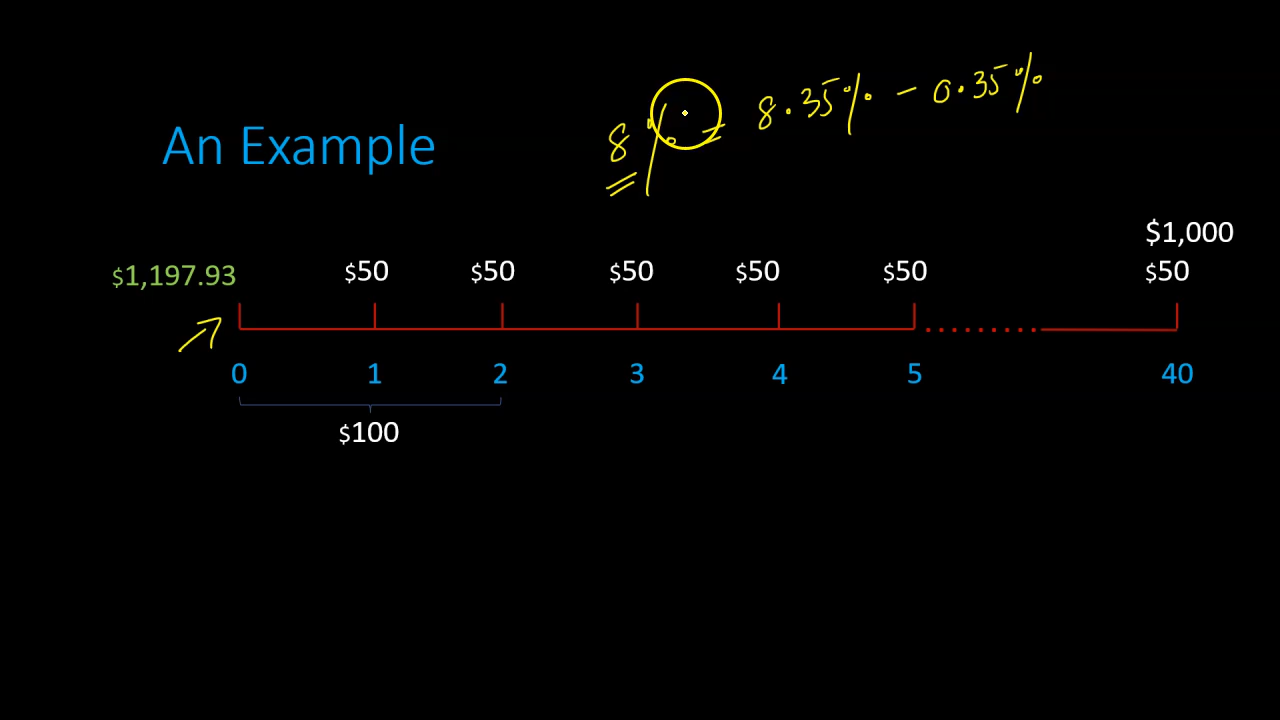 8% = 8.35% - 0.35%
An Example
$1,000
$1,197.93 $50 $50 $50 $50 $50 $50
0 1 2 3 4 5 40
$100